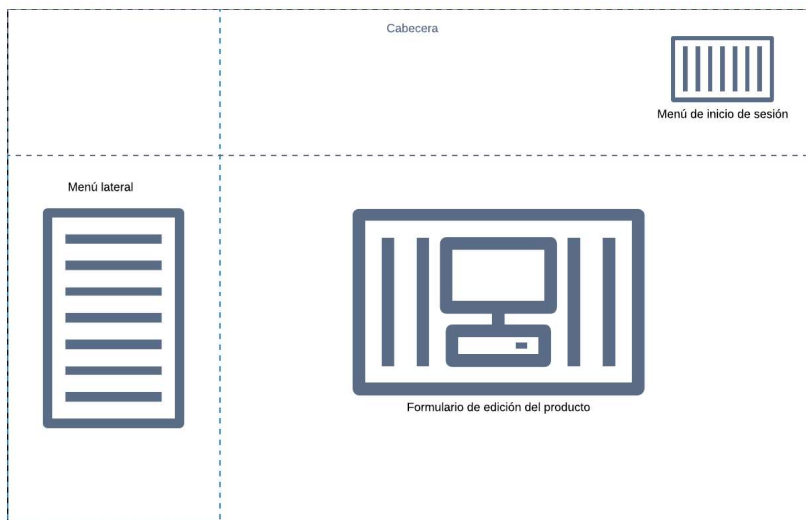 Cabecera
Menú de inicio de sesión
Menú lateral
Formulario de edición del producto